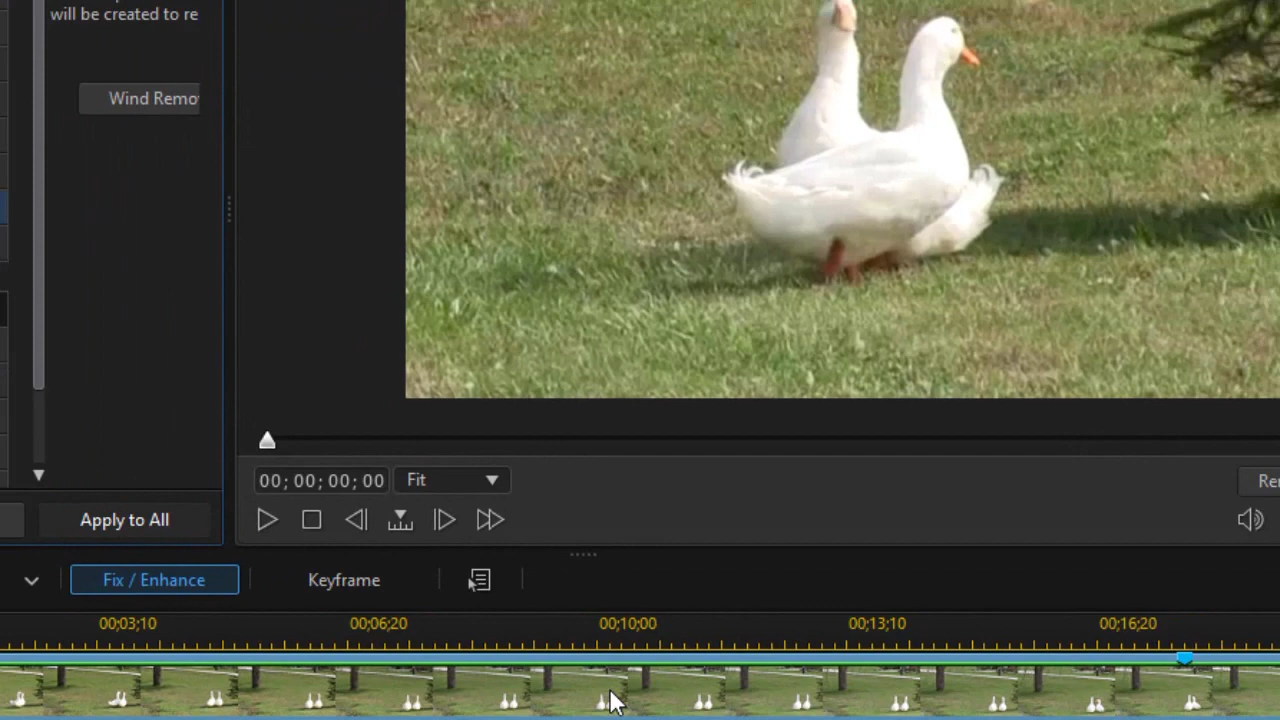 will be created to re
Wind Remo
00; 00; 00; 00
Fit
Re
Apply to All
Fix / Enhance
Keyframe
00;03;10
00;06;20
00;10;00
00;13;10
00;16;20